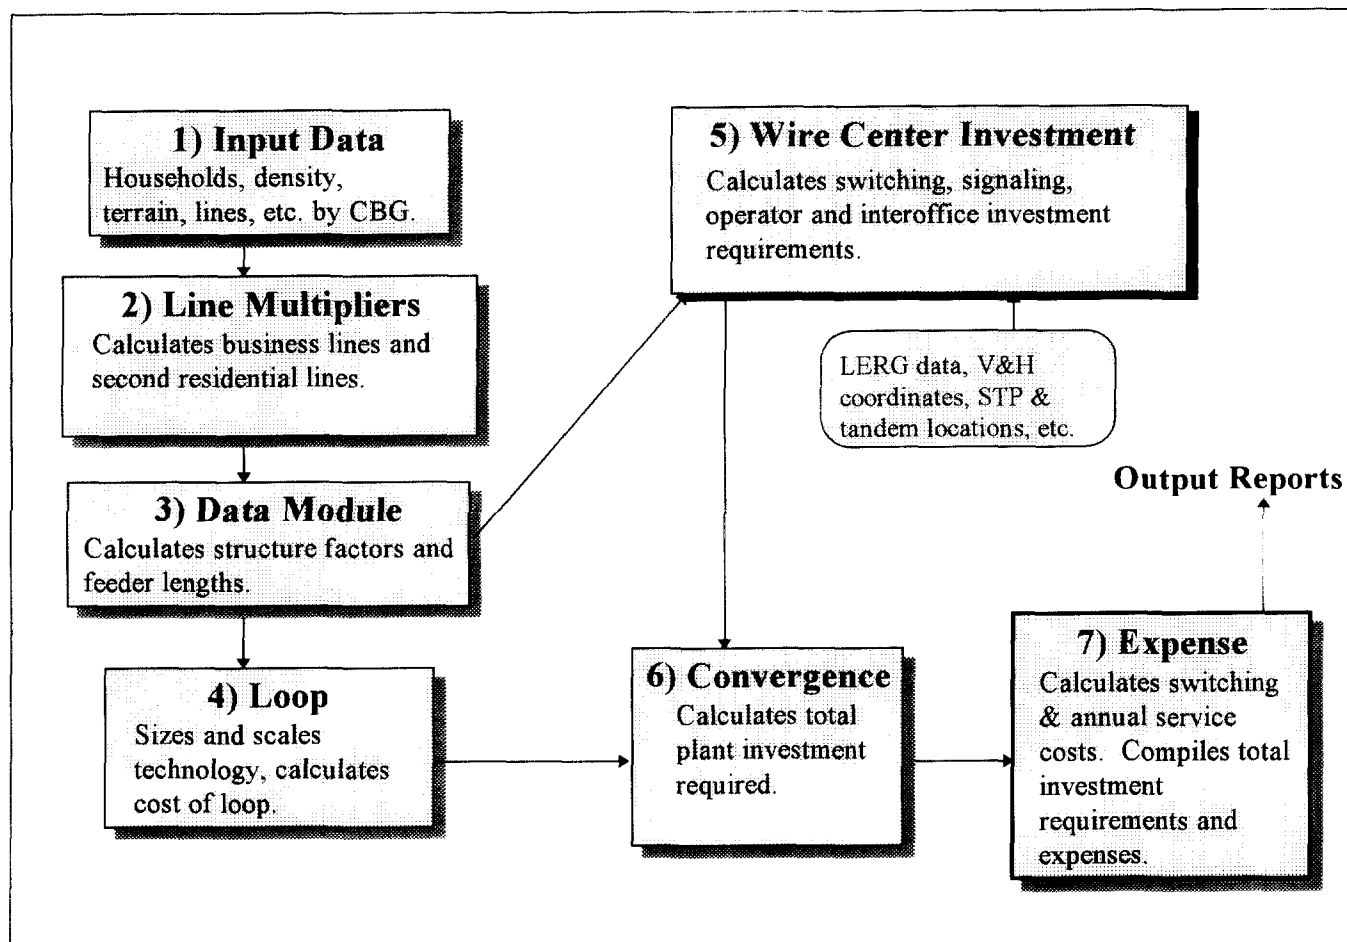 1) Input Data
Households, density,
terrain, lines, etc. by CBG.
2) Line Multipliers
Calculates business lines and
second residential lines.
3) Data Module
Calculates structure factors and
feeder lengths.
4) Loop
Sizes and scales
technology, calculates
cost of loop.
5) Wire Center Investment
Calculates switching, signaling,
operator and interoffice investment
requirements.
LERG data, V&H
coordinates, STP &
tandem locations, etc.
6) Convergence
Calculates total
plant investment
required.
7) Expense
Calculates switching
& annual service
costs. Compiles total
investment
requirements and
expenses.
Output Reports